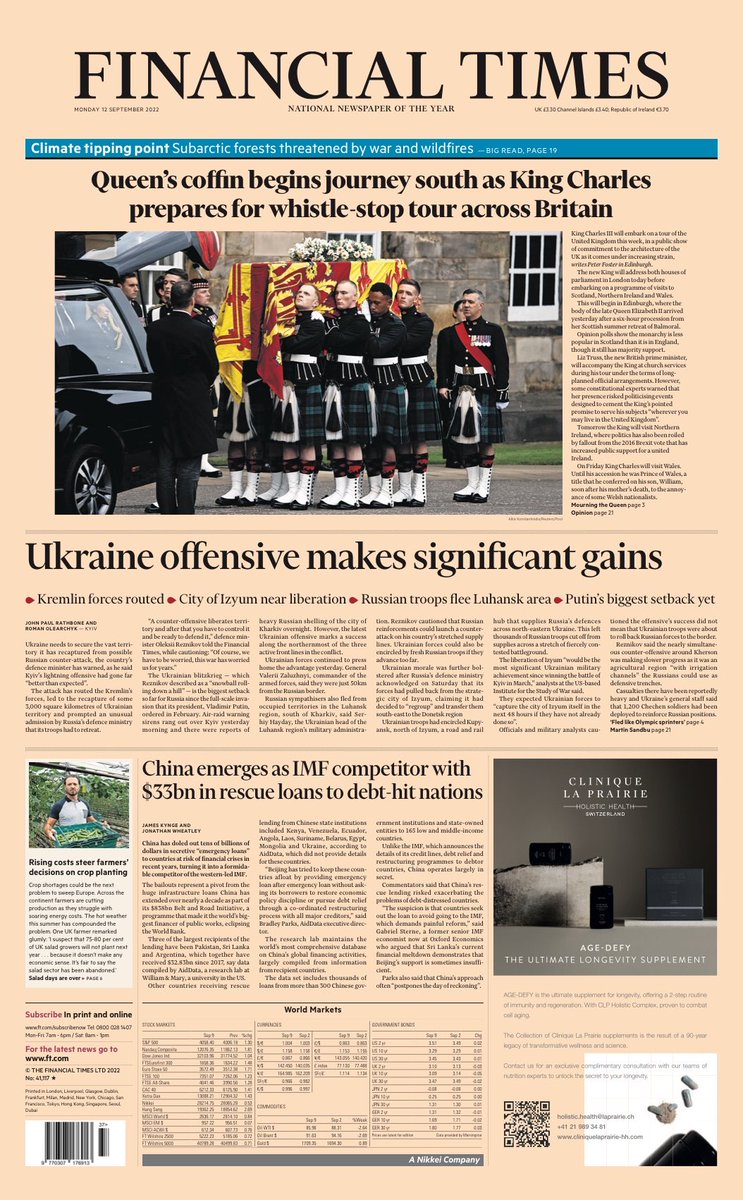 FINANCIAL TIMES
MONDAY 12 SEPTEMBER 2022
NATIONAL NEWSPAPER OF THE YEAR
UK £3.30 Channel Islands £3.40; Republic of Ireland €3.70
Climate tipping point Subarctic forests threatened by war and wildfires — BIG READ, PAGE 19
Queen’s coffin begins journey south as King Charles
prepares for whistle-stop tour across Britain
King Charles III will embark on a tour of the
United Kingdom this week, in a public show
of commitment to the architecture of the
UK as it comes under increasing strain,
writes Peter Foster in Edinburgh.
The new King will address both houses of
parliament in London today before
embarking on a programme of visits to
Scotland, Northern Ireland and Wales.
This will begin in Edinburgh, where the
body of the late Queen Elizabeth II arrived
yesterday after a six-hour procession from
her Scottish summer retreat of Balmoral.
Opinion polls show the monarchy is less
popular in Scotland than it is in England,
though it still has majority support.
Liz Truss, the new British prime minister,
will accompany the King at church services
during his tour under the terms of long-
planned official arrangements. However,
some constitutional experts warned that
her presence risked politicising events
designed to cement the King’s pointed
promise to serve his subjects “wherever you
may live in the United Kingdom”.
Tomorrow the King will visit Northern
Ireland, where politics has also been roiled
by fallout from the 2016 Brexit vote that has
increased public support for a united
Ireland.
On Friday King Charles will visit Wales.
Until his accession he was Prince of Wales, a
title that he conferred on his son, William,
soon after his mother’s death, to the annoy-
ance of some Welsh nationalists.
Mourning the Queen page 3
Opinion page 21
Ukraine offensive makes significant gains
Kremlin forces routed
City of Izyum near liberation
Russian troops flee Luhansk area
Putin’s biggest setback yet
JOHN PAUL RATHBONE AND
ROMAN OLEARCHYK — KYIV
Ukraine needs to secure the vast terri-
tory it has recaptured from possible
Russian counter-attack, the country’s
defence minister has warned, as he said
Kyiv’s lightning offensive had gone far
“better than expected”.
The attack has routed the Kremlin’s
forces, led to the recapture of some
3,000 square kilometres of Ukrainian
territory and prompted an unusual
admission by Russia’s defence ministry
that its troops had to retreat.
“A counter-offensive liberates terri-
tory and after that you have to control it
and be ready to defend it,” defence min-
ister Oleksii Reznikov told the Financial
Times, while cautioning: “Of course, we
have to be worried, this war has worried
us for years.”
The Ukrainian blitzkrieg — which
Reznikov described as a “snowball roll-
ing down a hill” — is the biggest setback
so far for Russia since the full-scale inva-
sion that its president, Vladimir Putin,
ordered in February. Air-raid warning
sirens rang out over Kyiv yesterday
morning and there were reports of
heavy Russian shelling of the city of
Kharkiv overnight. However, the latest
Ukrainian offensive marks a success
along the northernmost of the three
active front lines in the conflict.
Ukrainian forces continued to press
home the advantage yesterday. General
Valerii Zaluzhnyi, commander of the
armed forces, said they were just 50km
from the Russian border.
Russian sympathisers also fled from
occupied territories in the Luhansk
region, south of Kharkiv, said Ser-
hiy Hayday, the Ukrainian head of the
Luhansk region’s military administra-
tion. Reznikov cautioned that Russian
reinforcements could launch a counter-
attack on his country’s stretched supply
lines. Ukrainian forces could also be
encircled by fresh Russian troops if they
advance too far.
Ukrainian morale was further bol-
stered after Russia’s defence ministry
acknowledged on Saturday that its
forces had pulled back from the strate-
gic city of Izyum, claiming it had
decided to “regroup” and transfer them
south-east to the Donetsk region
Ukrainian troops had encircled Kupy-
ansk, north of Izyum, a road and rail
hub that supplies Russia’s defences
across north-eastern Ukraine. This left
thousands of Russian troops cut off from
supplies across a stretch of fiercely con-
tested battleground.
The liberation of Izyum “would be the
most significant Ukrainian military
achievement since winning the battle of
Kyiv in March,” analysts at the US-based
Institute for the Study of War said.
They expected Ukrainian forces to
“capture the city of Izyum itself in the
next 48 hours if they have not already
done so”.
Officials and military analysts cau-
tioned the offensive’s success did not
mean that Ukrainian troops were about
to roll back Russian forces to the border.
Reznikov said the nearly simultane-
ous counter-offensive around Kherson
was making slower progress as it was an
agricultural region “with irrigation
channels” the Russians could use as
defensive trenches.
Casualties there have been reportedly
heavy and Ukraine’s general staff said
that 1,200 Chechen soldiers had been
deployed to reinforce Russian positions.
‘Fled like Olympic sprinters’ page 4
Martin Sandbu page 21
Rising costs steer farmers’
decisions on crop planting
Crop shortages could be the next
problem to sweep Europe. Across the
continent farmers are cutting
production as they struggle with
soaring energy costs. The hot weather
this summer has compounded the
problem. One UK farmer remarked
glumly: ‘I suspect that 75-80 per cent
of UK salad growers will not plant next
year . . . because it doesn’t make any
economic sense. It’s fair to say the
salad sector has been abandoned.’
Salad days are over ► PAGE 6
China emerges as IMF competitor with
$33bn in rescue loans to debt-hit nations
JAMES KYNGE AND
JONATHAN WHEATLEY
China has doled out tens of billions of
dollars in secretive “emergency loans”
to countries at risk of financial crises in
recent years, turning it into a formida-
ble competitor of the western-led IMF.
The bailouts represent a pivot from the
huge infrastructure loans China has
extended over nearly a decade as part of
its $838bn Belt and Road Initiative, a
programme that made it the world’s big-
gest financer of public works, eclipsing
the World Bank.
Three of the largest recipients of the
lending have been Pakistan, Sri Lanka
and Argentina, which together have
received $32.83bn since 2017, say data
compiled by AidData, a research lab at
William & Mary, a university in the US.
Other countries receiving rescue
lending from Chinese state institutions
included Kenya, Venezuela, Ecuador,
Angola, Laos, Suriname, Belarus, Egypt,
Mongolia and Ukraine, according to
AidData, which did not provide details
for these countries.
“Beijing has tried to keep these coun-
tries afloat by providing emergency
loan after emergency loan without ask-
ing its borrowers to restore economic
policy discipline or pursue debt relief
through a co-ordinated restructuring
process with all major creditors,” said
Bradley Parks, AidData executive direc-
tor.
The research lab maintains the
world’s most comprehensive database
on China’s global financing activities,
largely compiled from information
from recipient countries.
The data set includes thousands of
loans from more than 300 Chinese gov-
ernment institutions and state-owned
entities to 165 low and middle-income
countries.
Unlike the IMF, which announces the
details of its credit lines, debt relief and
restructuring programmes to debtor
countries, China operates largely in
secret.
Commentators said that China’s res-
cue lending risked exacerbating the
problems of debt-distressed countries.
“The problem is that countries seek
out the loan to avoid going to the IMF,
which demands painful reform,” said
Gabriel Sterne, a former senior IMF
economist now at Oxford Economics
who argued that Sri Lanka’s current
financial meltdown demonstrates that
Beijing’s support is sometimes insuffi-
cient.
Parks also said that China’s approach
often “postpones the day of reckoning”.
CLINIQUE
LA PRAIRIE
HOLISTIC HEALTH
SWITZERLAND
AGE-DEFY
THE ULTIMATE LONGEVITY SUPPLEMENT
AGE-DEFY is the ultimate supplement for longevity, offering a 2-step routine
of immunity and regeneration. With CLP Holistic Complex, proven to combat
cell aging.
The Collection of Clinique La Prairie supplements is the result of a 90-year
legacy of transformative wellness and science.
Contact us for an exclusive complimentary consultation with our teams of
nutrition experts to unlock the secret to your longevity.
holistic.health@laprairie.ch
+41 21 989 34 81
www.cliniquelaprairie-hh.com
Subscribe In print and online
www.ft.com/subscribenow Tel: 0800 028 1407
Mon-Fri 7am - 6pm / Sat 8am - 1pm
For the latest news go to
www.ft.com
© THE FINANCIAL TIMES LTD 2022
No: 41,117 ★
Printed in London, Liverpool, Glasgow, Dublin,
Frankfurt, Milan, Madrid, New York, Chicago, San
Francisco, Tokyo, Hong Kong, Singapore, Seoul,
Dubai
World Markets
STOCK MARKETS
CURRENCIES
GOVERNMENT BONDS
COMMODITIES
A Nikkei Company